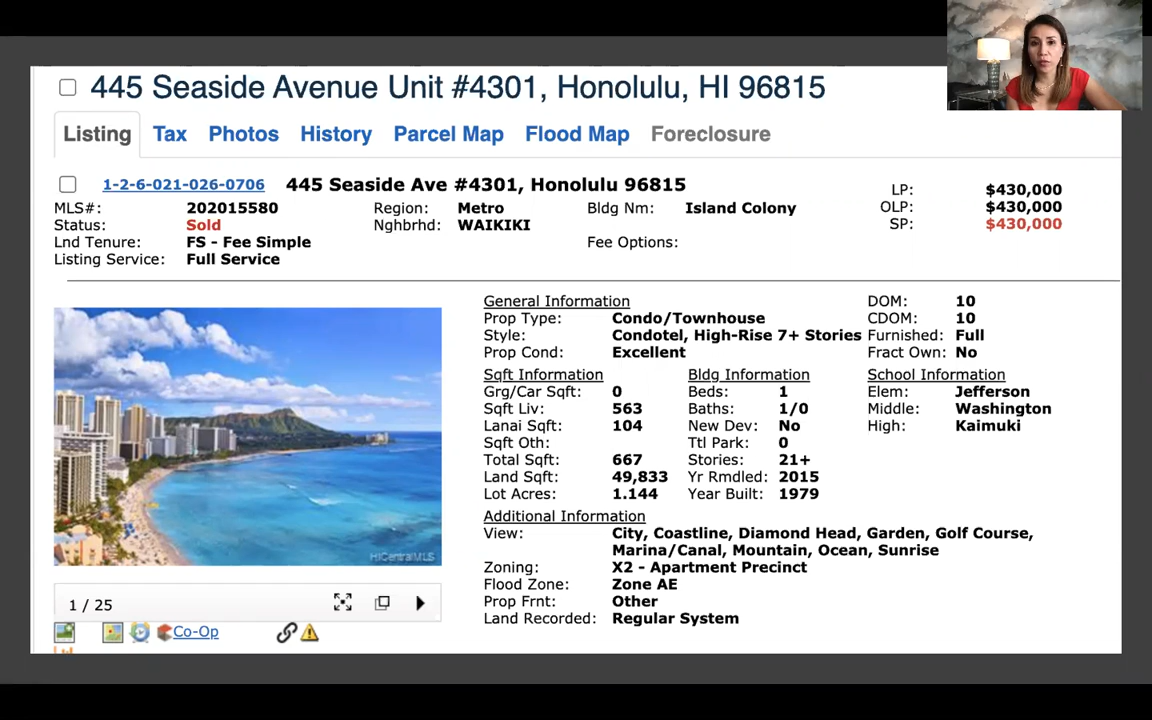 445 Seaside Avenue Unit #4301, Honolulu, HI 96815
Listing Tax Photos History Parcel Map Flood Map Foreclosure
1-2-6-021-026-0706 445 Seaside Ave #4301, Honolulu 96815
LP: $430,000
MLS#: 202015580 Region: Metro Bldg Nm: Island Colony
OLP: $430,000
Status: Sold Nghbrhd: WAIKIKI
SP: $430,000
Lnd Tenure: FS - Fee Simple Fee Options:
Listing Service: Full Service
General Information DOM: 10
Prop Type: Condo/Townhouse CDOM: 10
Style: Condotel, High-Rise 7+ Stories Furnished: Full
Prop Cond: Excellent Fract Own: No
Sqft Information Bldg Information School Information
Grg/Car Sqft: 0 Beds: 1 Elem: Jefferson
Sqft Liv: 563 Baths: 1/0 Middle: Washington
Lanai Sqft: 104 New Dev: No High: Kaimuki
Sqft Oth: Ttl Park: 0
Total Sqft: 667 Stories: 21+
Land Sqft: 49,833 Yr Rmdled: 2015
Lot Acres: 1.144 Year Built: 1979
Additional Information
View: City, Coastline, Diamond Head, Garden, Golf Course,
Marina/Canal, Mountain, Ocean, Sunrise
Zoning: X2 - Apartment Precinct
Flood Zone: Zone AE
Prop Frnt: Other
Land Recorded: Regular System
HICentralMLS
1 / 25
Co-Op